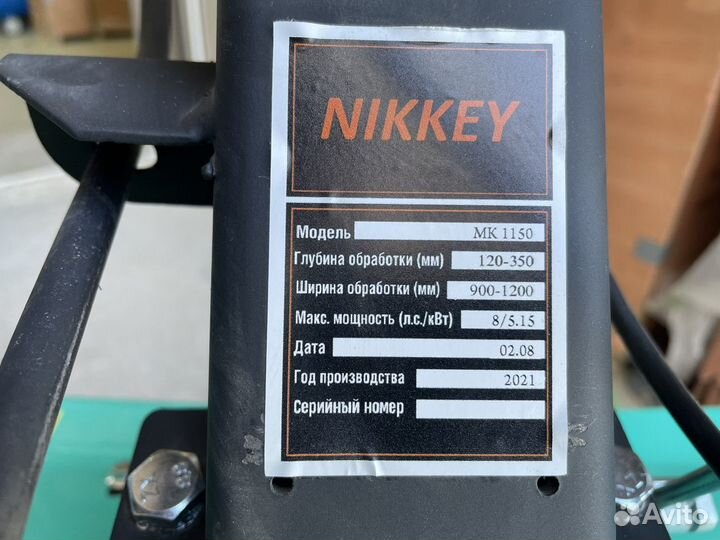 NIKKEY
Модель MK 1150
Глубина обработки (мм) 120-350
Ширина обработки (мм) 900-1200
Макс. мощность (л.с./кВт) 8/5.15
Дата 02.08
Год производства 2021
Серийный номер
Avito